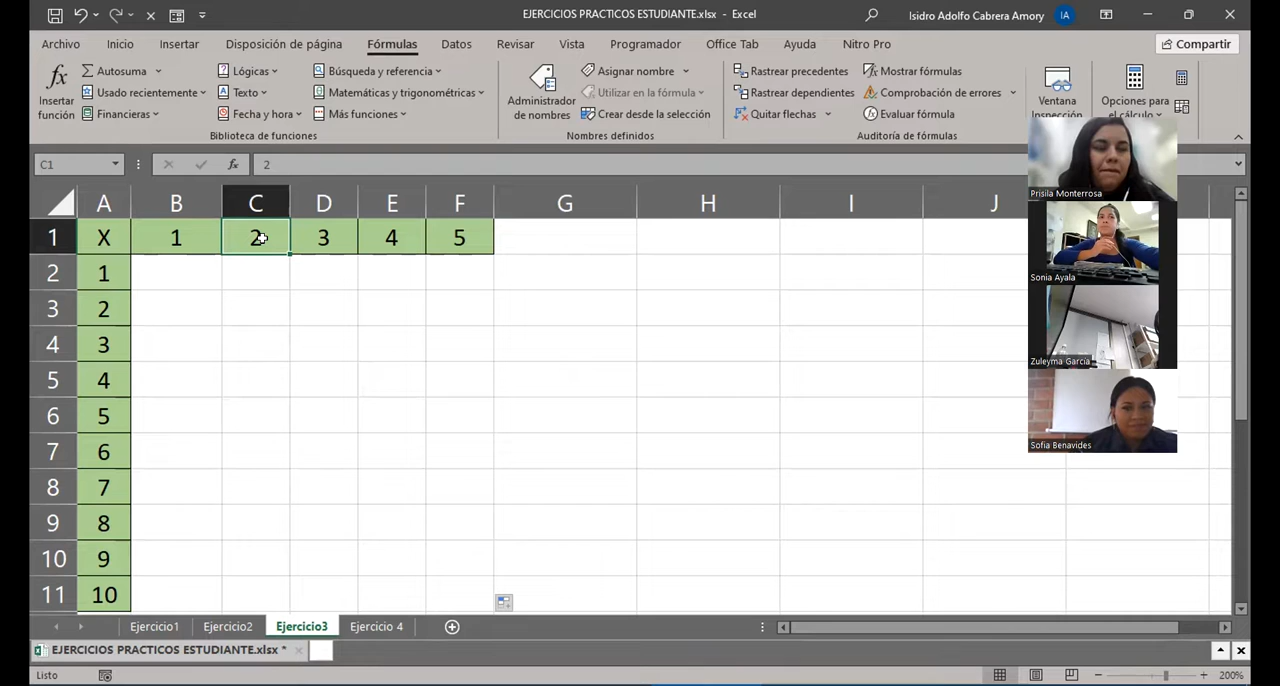 EJERCICIOS PRACTICOS ESTUDIANTE.xlsx - Excel
Isidro Adolfo Cabrera Amory
IA
Archivo Inicio Insertar Disposición de página Fórmulas Datos Revisar Vista Programador Office Tab Ayuda Nitro Pro
Compartir
fx
Insertar
función
Autosuma
Usado recientemente
Financieras
Lógicas
Texto
Fecha y hora
Búsqueda y referencia
Matemáticas y trigonométricas
Más funciones
Biblioteca de funciones
Administrador
de nombres
Asignar nombre
Utilizar en la fórmula
Crear desde la selección
Nombres definidos
Rastrear precedentes
Rastrear dependientes
Quitar flechas
Mostrar fórmulas
Comprobación de errores
Evaluar fórmula
Auditoría de fórmulas
Ventana
Inspección
Opciones para
el cálculo
C1
fx
2
A B C D E F G H I J
1 X 1 2 3 4 5
2 1
3 2
4 3
5 4
6 5
7 6
8 7
9 8
10 9
11 10
Prisila Monterrosa
Sonia Ayala
Zuleyma García
Sofia Benavides
Ejercicio1 Ejercicio2 Ejercicio3 Ejercicio 4
EJERCICIOS PRACTICOS ESTUDIANTE.xlsx *
Listo
200%